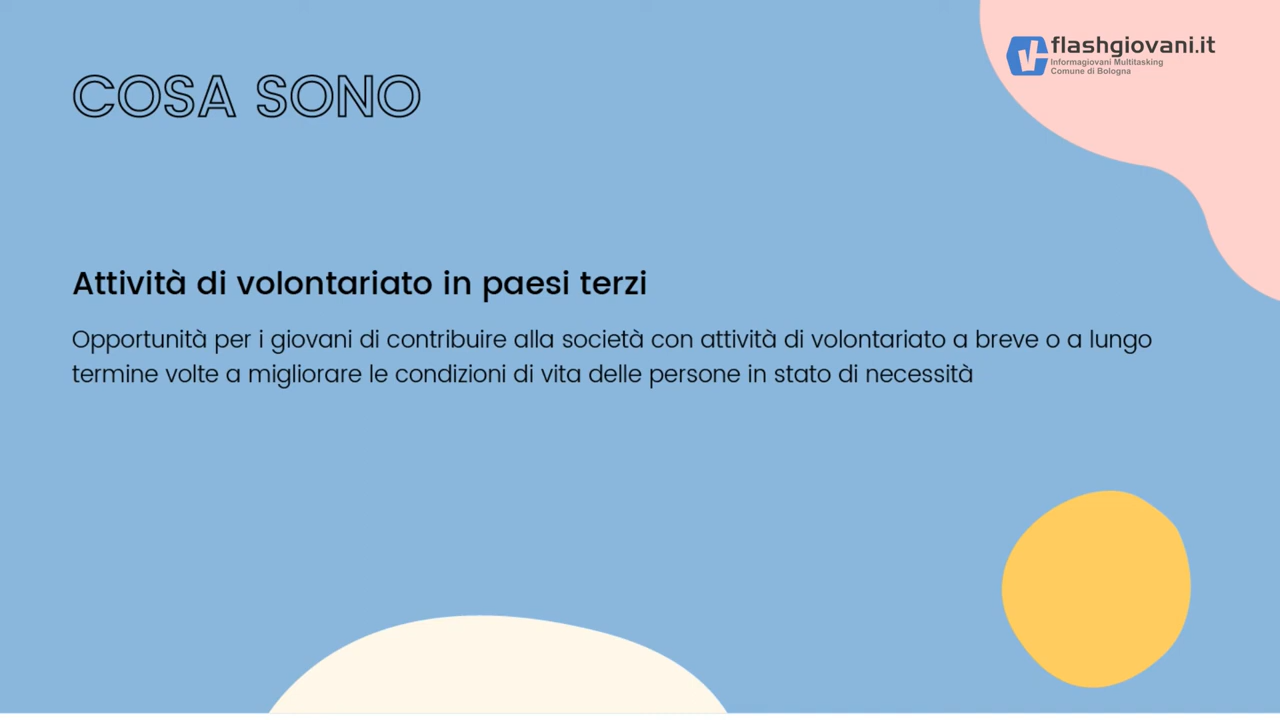 flashgiovani.it
Informagiovani Multitasking
Comune di Bologna
COSA SONO
Attività di volontariato in paesi terzi
Opportunità per i giovani di contribuire alla società con attività di volontariato a breve o a lungo
termine volte a migliorare le condizioni di vita delle persone in stato di necessità